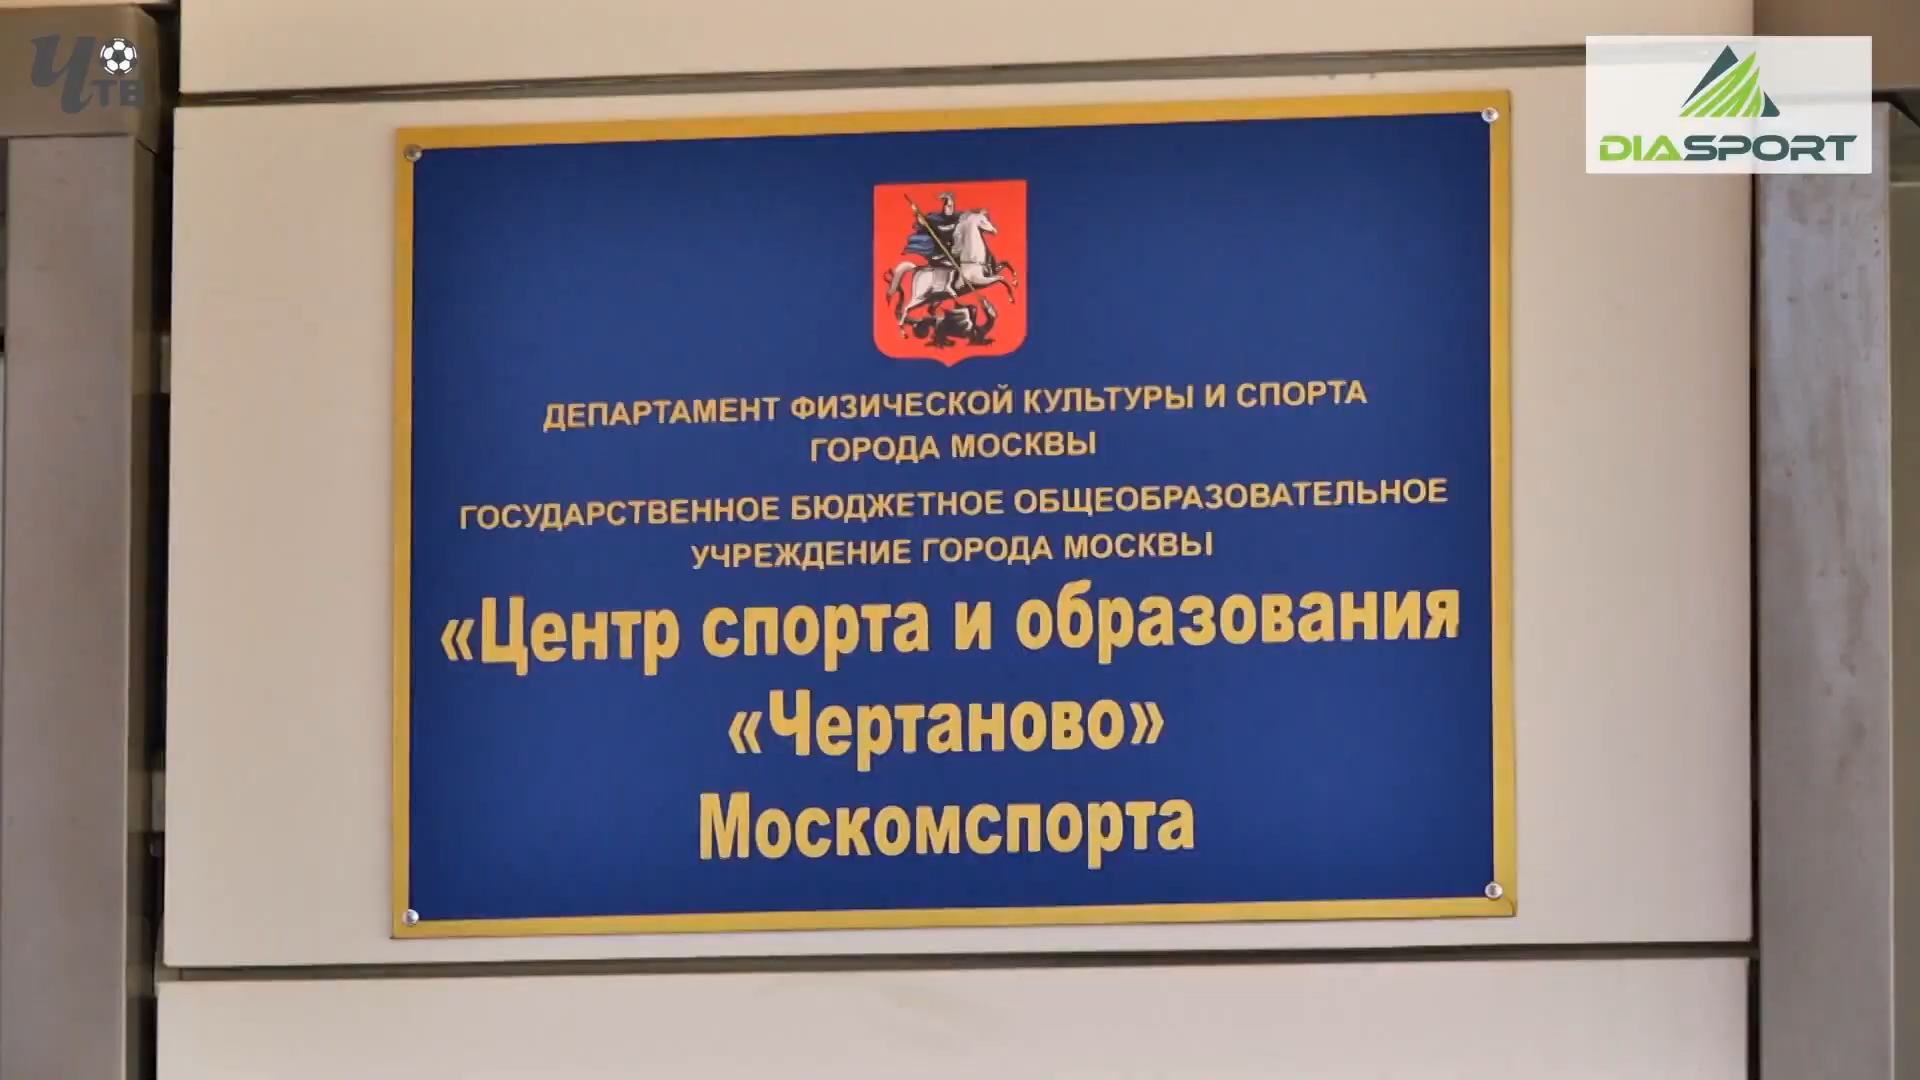 ЧТВ
DIASPORT
ДЕПАРТАМЕНТ ФИЗИЧЕСКОЙ КУЛЬТУРЫ И СПОРТА
ГОРОДА МОСКВЫ
ГОСУДАРСТВЕННОЕ БЮДЖЕТНОЕ ОБЩЕОБРАЗОВАТЕЛЬНОЕ
УЧРЕЖДЕНИЕ ГОРОДА МОСКВЫ
«Центр спорта и образования
«Чертаново»
Москомспорта